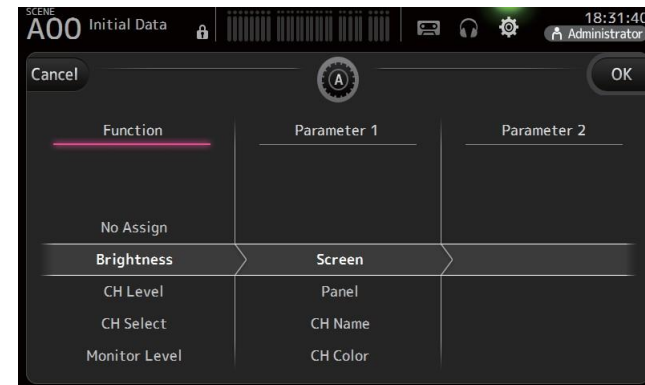 SCENE
A00 Initial Data
18:31:40
Administrator
Cancel
A
OK
Function
Parameter 1
Parameter 2
No Assign
Brightness
Screen
CH Level
Panel
CH Select
CH Name
Monitor Level
CH Color